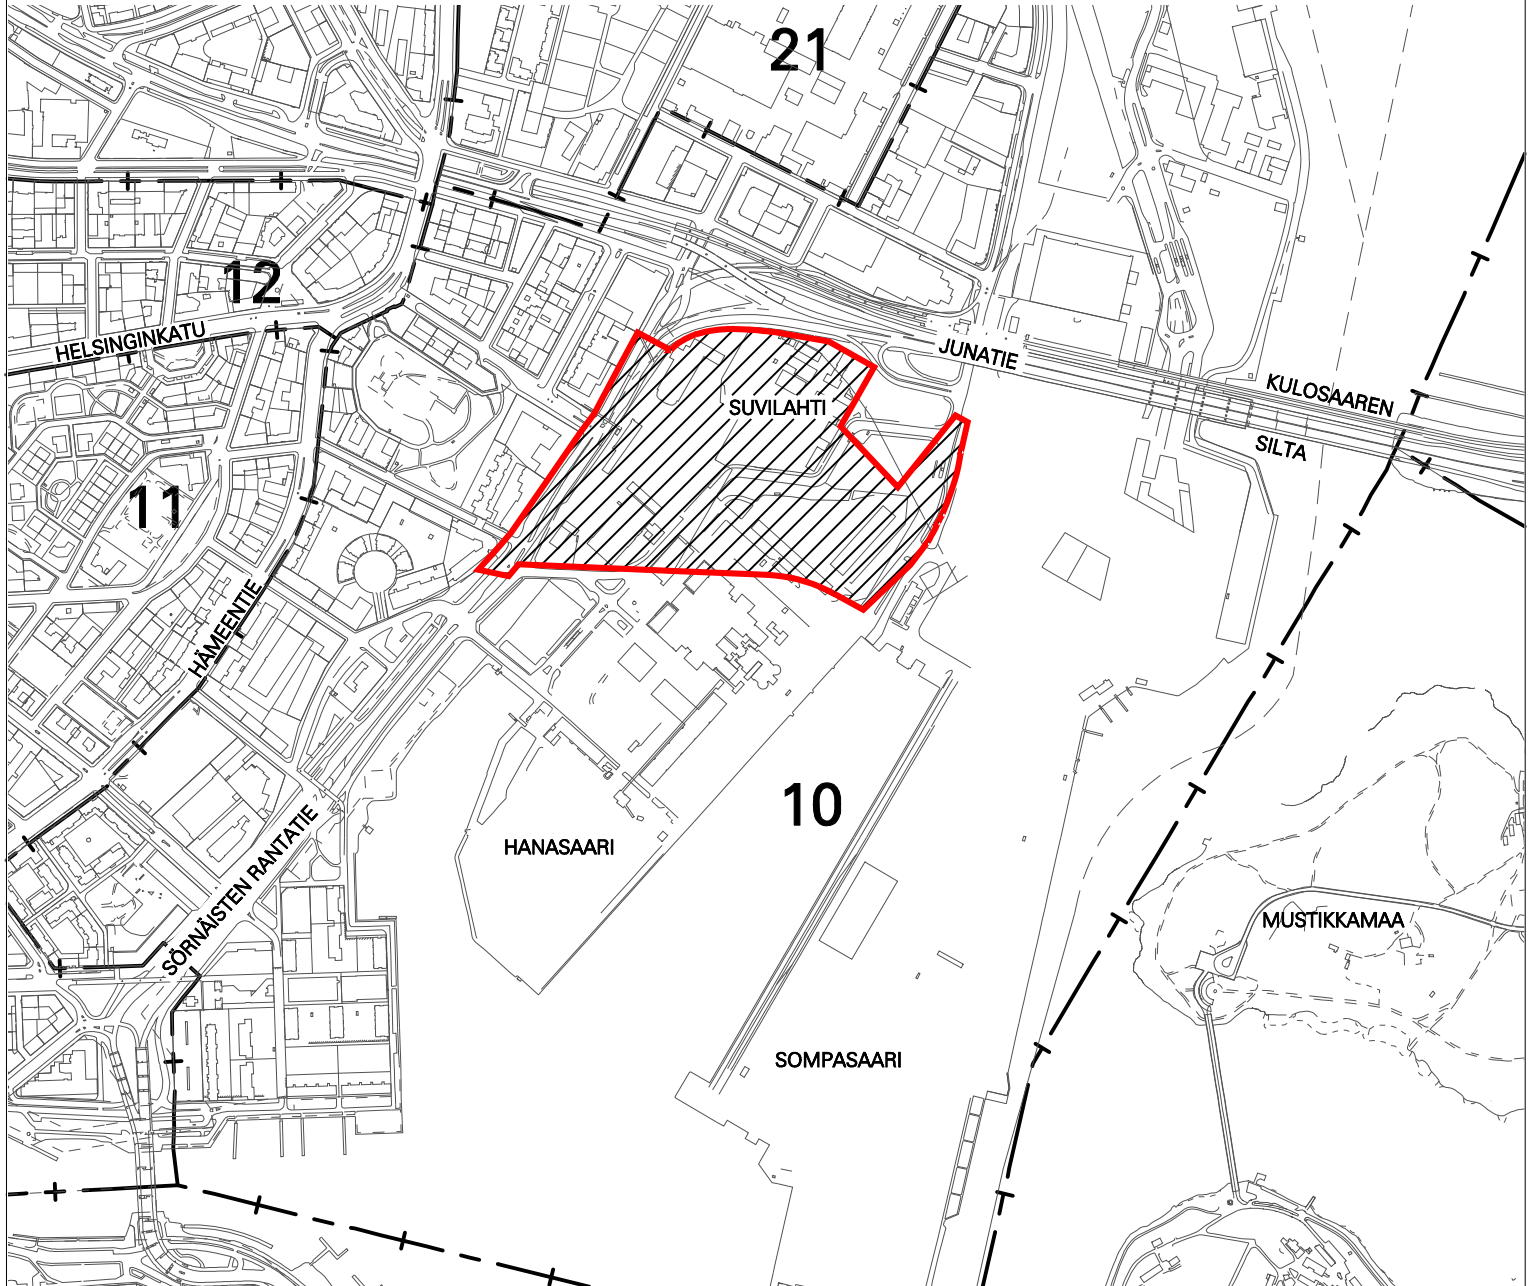 21
12
HELSINGINKATU
JUNATIE
KULOSAAREN
SILTA
SUVILAHTI
11
HÄMEENTIE
10
HANASAARI
SÖRNÄISTEN RANTATIE
MUSTIKKAMAA
SOMPASAARI